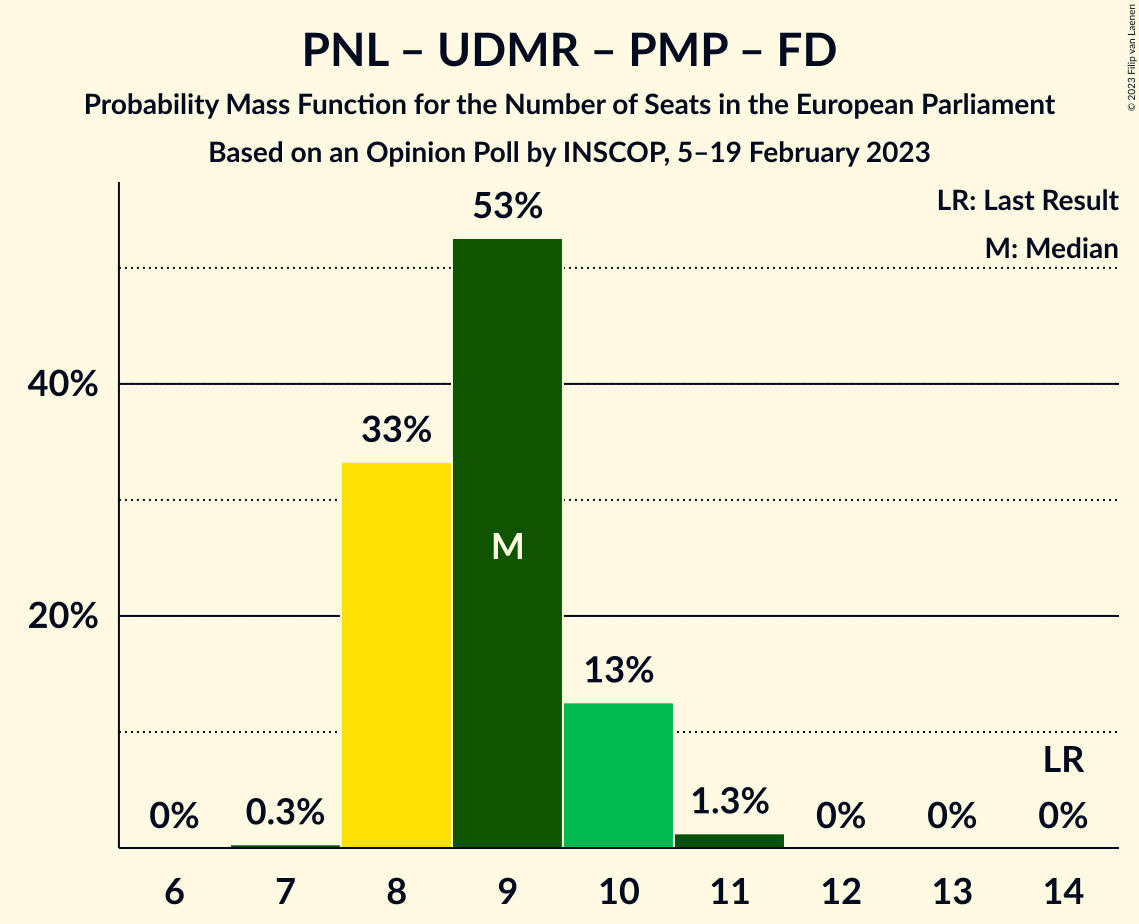 PNL – UDMR – PMP – FD
Probability Mass Function for the Number of Seats in the European Parliament
Based on an Opinion Poll by INSCOP, 5–19 February 2023
© 2023 Filip van Laenen
LR: Last Result
M: Median
53%
40%
33%
M
20%
13%
LR
0%
0.3%
1.3%
0%
0%
0%
6
7
8
9
10
11
12
13
14